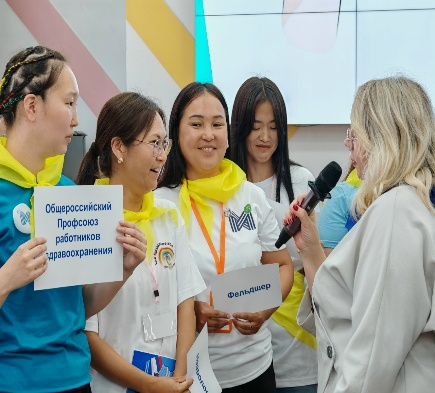 Общероссийский
Профсоюз
работников
здравоохранения
Фельдшер